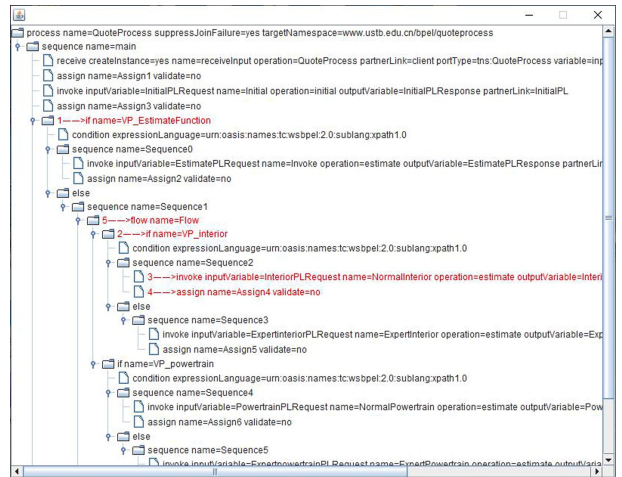 process name=QuoteProcess suppressJoinFailure=yes targetNamespace=www.ustb.edu.cn/bpel/quoteprocess
sequence name=main
receive createInstance=yes name=receiveInput operation=QuoteProcess partnerLink=client portType=tns:QuoteProcess variable=inp
assign name=Assign1 validate=no
invoke inputVariable=InitialPLRequest name=Initial operation=initial outputVariable=InitialPLResponse partnerLink=InitialPL
assign name=Assign3 validate=no
1——>if name=VP_EstimateFunction
condition expressionLanguage=urn:oasis:names:tc:wsbpel:2.0:sublang:xpath1.0
sequence name=Sequence0
invoke inputVariable=EstimatePLRequest name=Invoke operation=estimate outputVariable=EstimatePLResponse partnerLin
assign name=Assign2 validate=no
else
sequence name=Sequence1
5——>flow name=Flow
2——>if name=VP_interior
condition expressionLanguage=urn:oasis:names:tc:wsbpel:2.0:sublang:xpath1.0
sequence name=Sequence2
3——>invoke inputVariable=InteriorPLRequest name=NormalInterior operation=estimate outputVariable=Interi
4——>assign name=Assign4 validate=no
else
sequence name=Sequence3
invoke inputVariable=ExpertinteriorPLRequest name=ExpertInterior operation=estimate outputVariable=Exp
assign name=Assign5 validate=no
if name=VP_powertrain
condition expressionLanguage=urn:oasis:names:tc:wsbpel:2.0:sublang:xpath1.0
sequence name=Sequence4
invoke inputVariable=PowertrainPLRequest name=NormalPowertrain operation=estimate outputVariable=Pow
assign name=Assign6 validate=no
else
sequence name=Sequence5
invoke inputVariable=ExpertpowertrainPLRequest name=ExpertPowertrain operation=estimate outputVaria